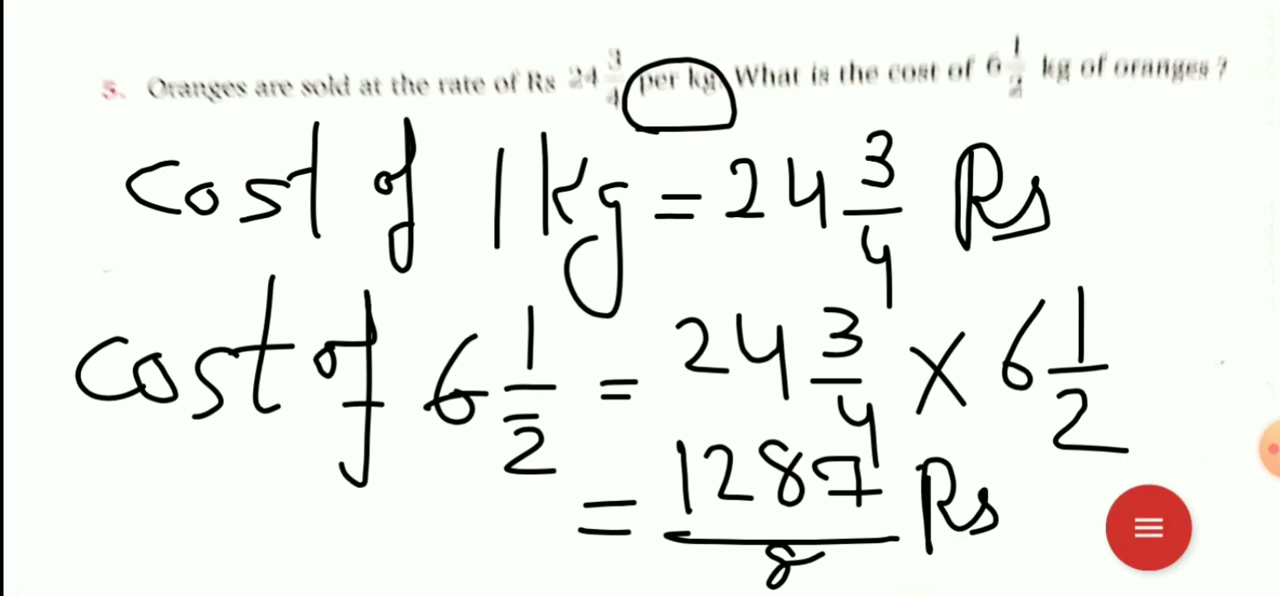 5. Oranges are sold at the rate of Rs 24 3/4 per kg. What is the cost of 6 1/2 kg of oranges ?
cost of 1 kg = 24 3/4 Rs
cost of 6 1/2 = 24 3/4 × 6 1/2
= 1287/8 Rs